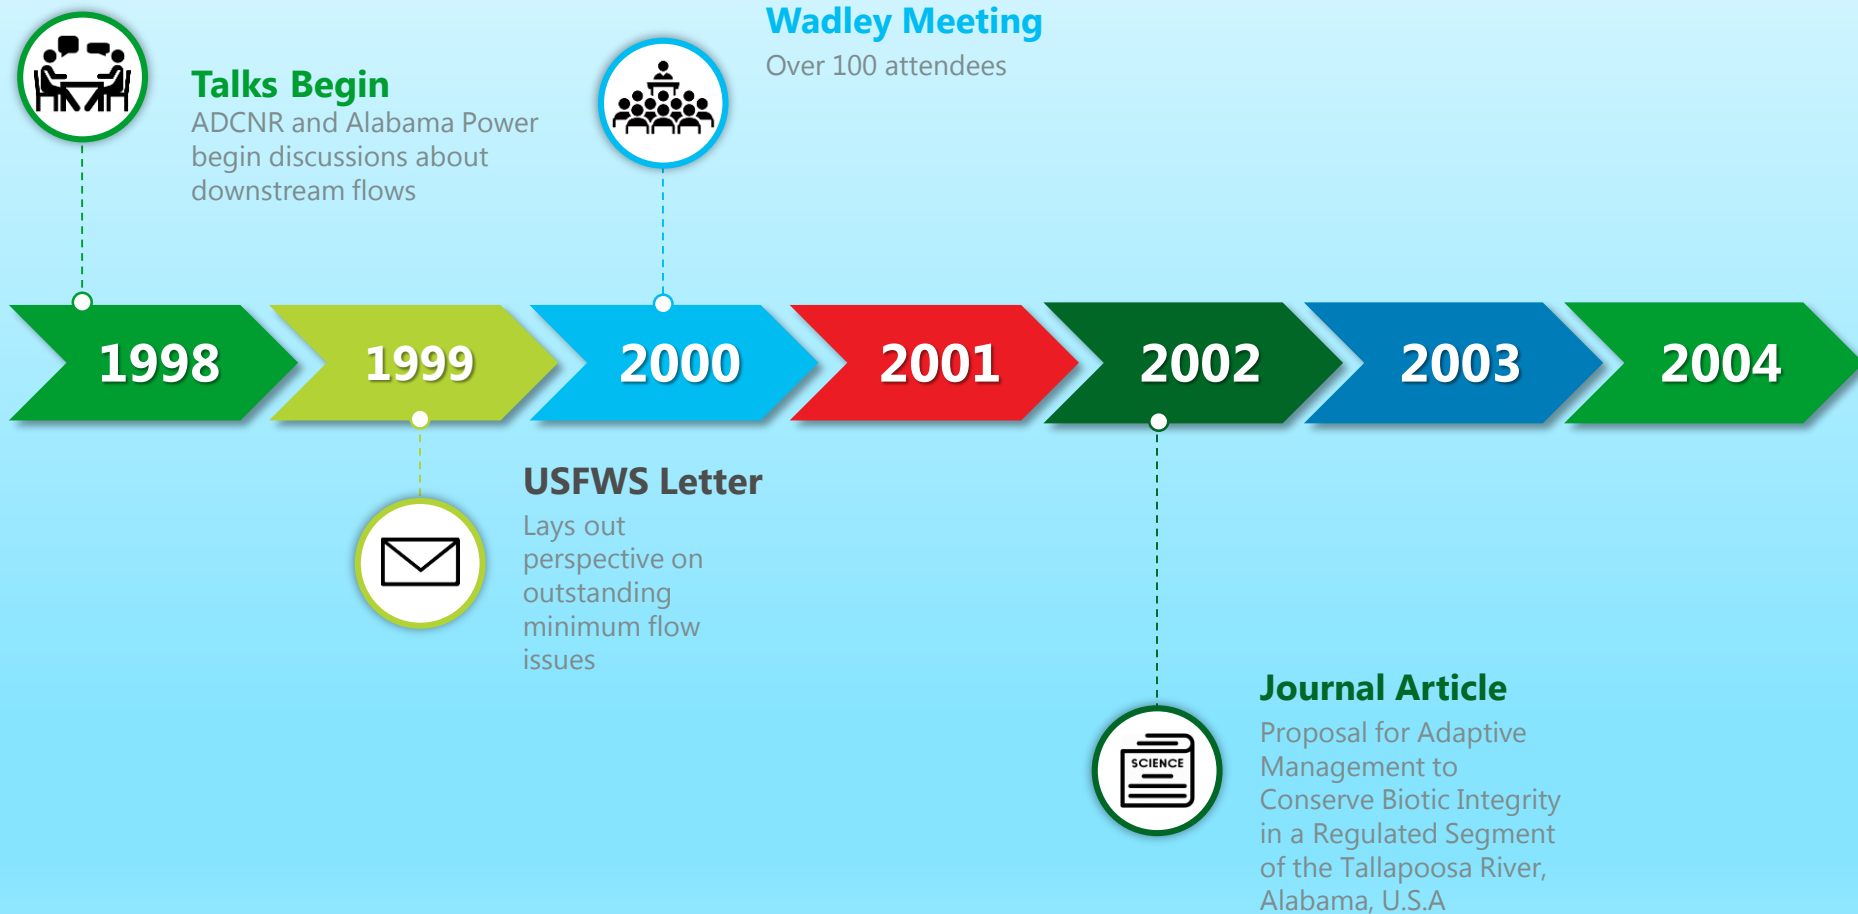 Wadley Meeting
Over 100 attendees
Talks Begin
ADCNR and Alabama Power
begin discussions about
downstream flows
1998
1999
2000
2001
2002
2003
2004
USFWS Letter
Lays out
perspective on
outstanding
minimum flow
issues
SCIENCE
Journal Article
Proposal for Adaptive
Management to
Conserve Biotic Integrity
in a Regulated Segment
of the Tallapoosa River,
Alabama, U.S.A